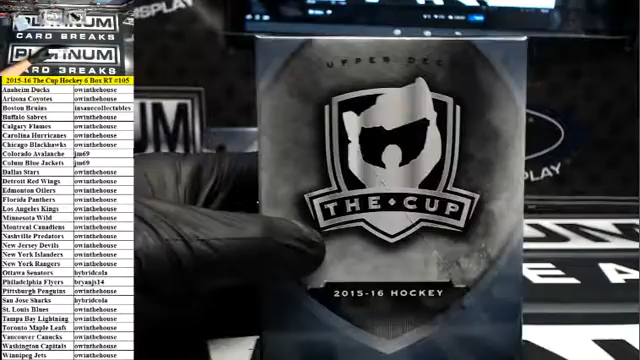 PLATINUM
CARD BREAKS
PLATINUM
CARD BREAKS
2015-16 The Cup Hockey 6 Box RT #105
Anaheim Ducks owinthehouse
Arizona Coyotes owinthehouse
Boston Bruins insanecollectables
Buffalo Sabres owinthehouse
Calgary Flames owinthehouse
Carolina Hurricanes owinthehouse
Chicago Blackhawks owinthehouse
Colorado Avalanche jm69
Colum Blue Jackets jm69
Dallas Stars owinthehouse
Detroit Red Wings owinthehouse
Edmonton Oilers owinthehouse
Florida Panthers owinthehouse
Los Angeles Kings owinthehouse
Minnesota Wild owinthehouse
Montreal Canadiens owinthehouse
Nashville Predators owinthehouse
New Jersey Devils owinthehouse
New York Islanders owinthehouse
New York Rangers owinthehouse
Ottawa Senators hybridcola
Philadelphia Flyers bryanjs14
Pittsburgh Penguins owinthehouse
San Jose Sharks hybridcola
St. Louis Blues owinthehouse
Tampa Bay Lightning owinthehouse
Toronto Maple Leafs owinthehouse
Vancouver Canucks owinthehouse
Washington Capitals owinthehouse
Winnipeg Jets owinthehouse
UPPER DEC
THE CUP
2015-16 HOCKEY
DISPLAY